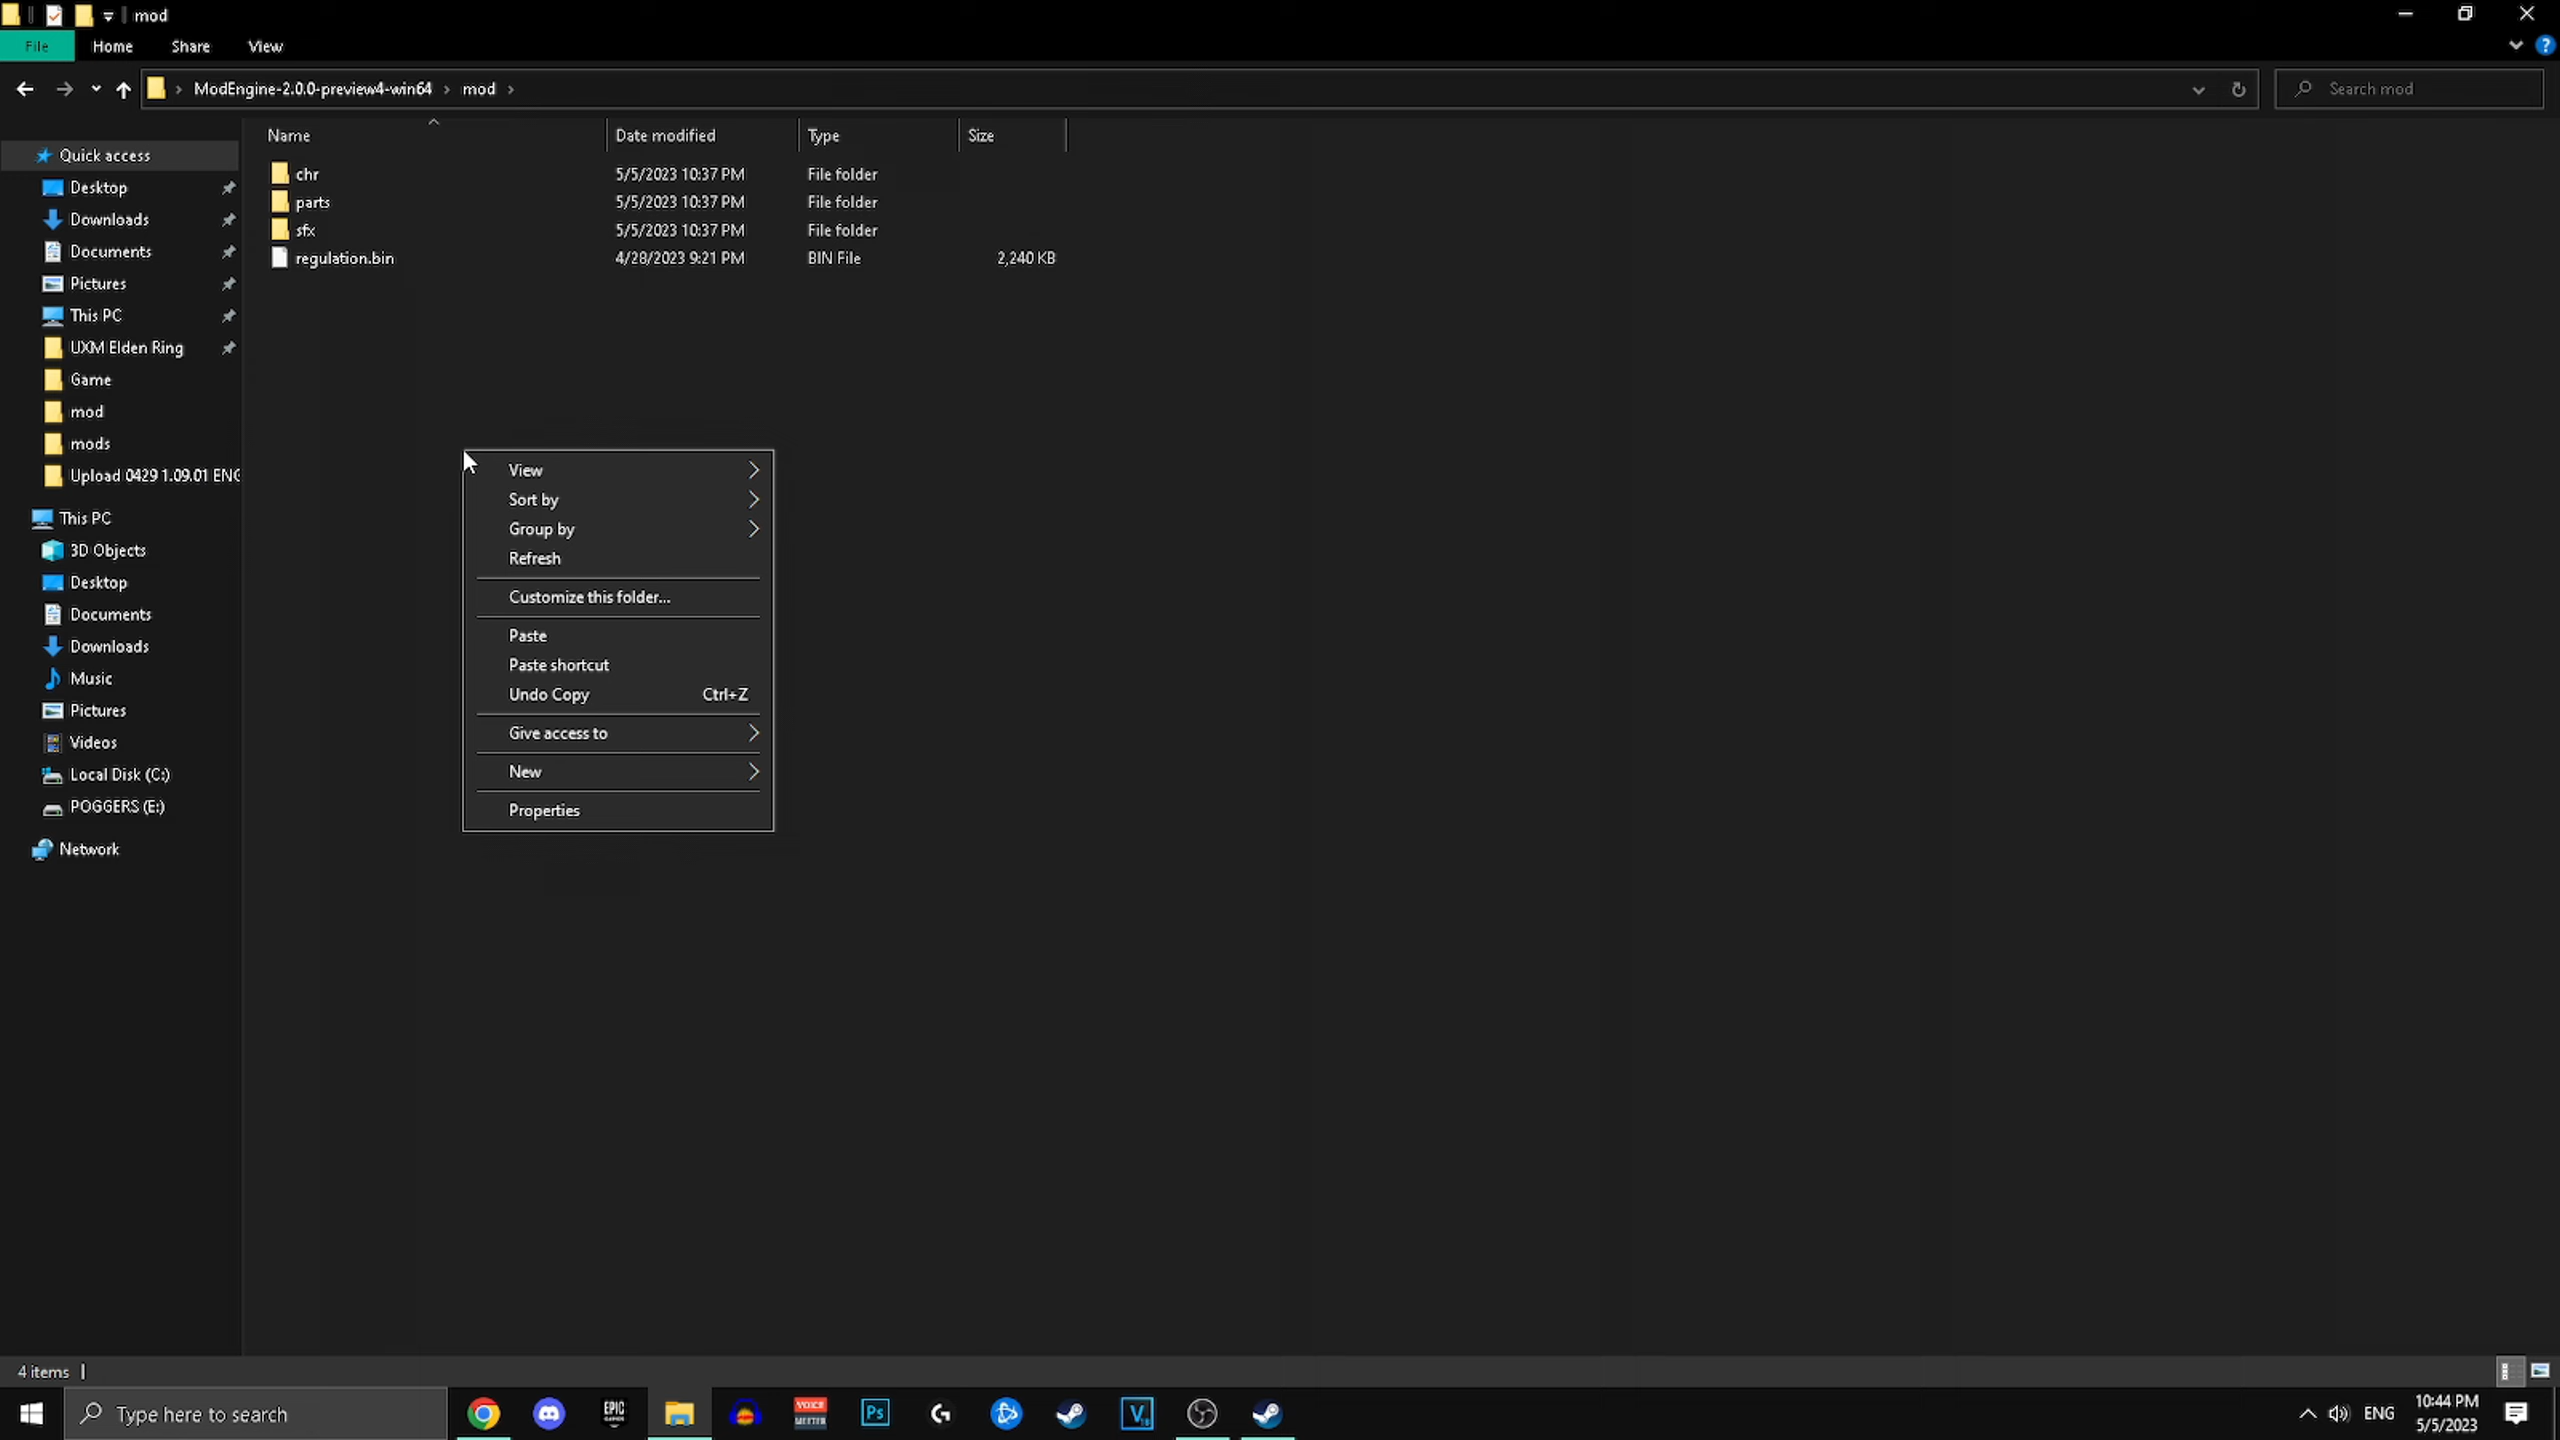 mod
File Home Share View
ModEngine-2.0.0-preview4-win64 mod
Search mod
Name Date modified Type Size
chr 5/5/2023 10:37 PM File folder
parts 5/5/2023 10:37 PM File folder
sfx 5/5/2023 10:37 PM File folder
regulation.bin 4/28/2023 9:21 PM BIN File 2,240 KB
Quick access
Desktop
Downloads
Documents
Pictures
This PC
UXM Elden Ring
Game
mod
mods
Upload 0429 1.09.01 ENG
This PC
3D Objects
Desktop
Documents
Downloads
Music
Pictures
Videos
Local Disk (C:)
POGGERS (E:)
Network
View
Sort by
Group by
Refresh
Customize this folder...
Paste
Paste shortcut
Undo Copy Ctrl+Z
Give access to
New
Properties
4 items
Type here to search
EPIC GAMES
VOICE MEETER
Ps
G
V
ENG
10:44 PM
5/5/2023